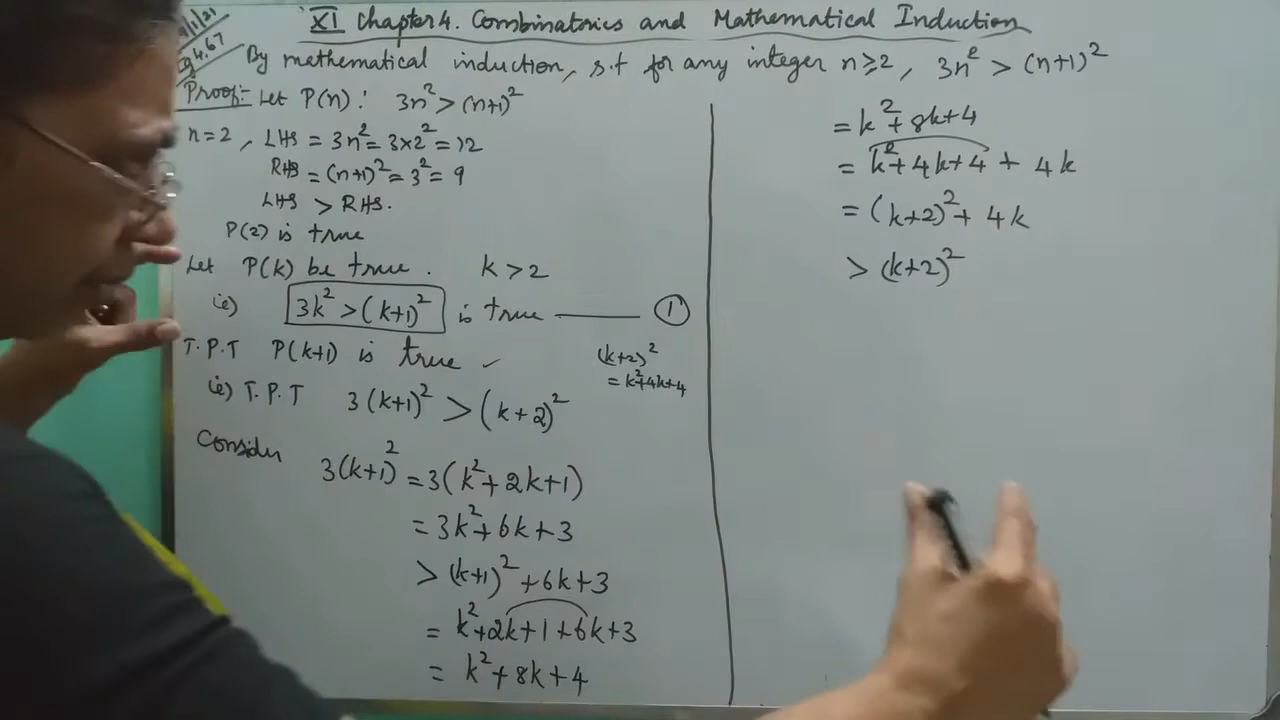 XI Chapter 4. Combinatorics and Mathematical Induction
/1/21
Eg 4.67
By mathematical induction, s.t for any integer n≥2, 3n² > (n+1)²
Proof:- Let P(n): 3n² > (n+1)²
n=2, LHS = 3n² = 3×2² = 12
RHS = (n+1)² = 3² = 9
LHS > RHS.
P(2) is true
Let P(k) be true. k > 2
(ie) 3k² > (k+1)² is true ——— ①
T.P.T P(k+1) is true ✓
(k+2)²
= k²+4k+4
(ie) T.P.T 3(k+1)² > (k+2)²
Consider
3(k+1)² = 3(k²+2k+1)
= 3k²+6k+3
> (k+1)²+6k+3
= k²+2k+1+6k+3
= k²+8k+4
= k²+8k+4
= k²+4k+4 + 4k
= (k+2)²+ 4k
> (k+2)²